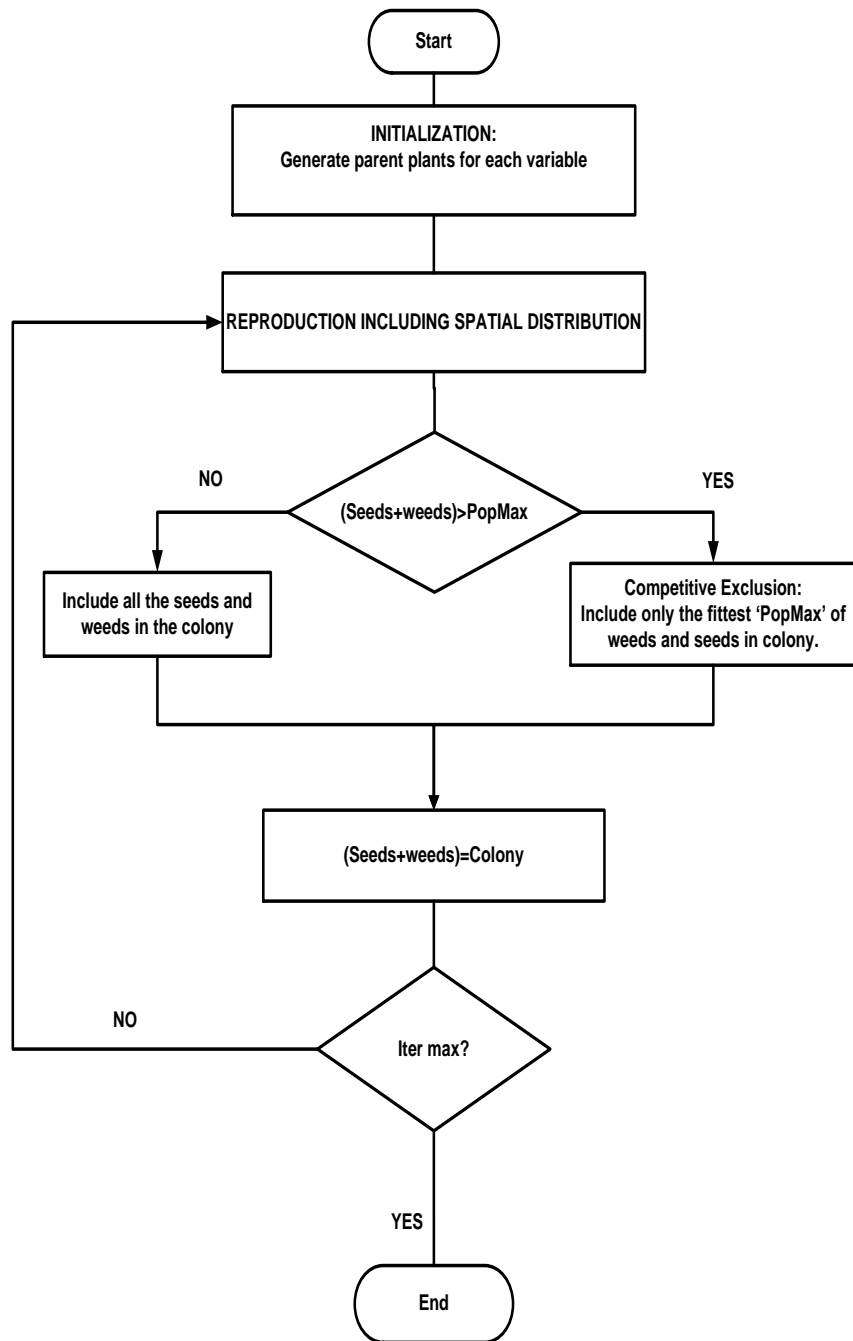 Start
INITIALIZATION:
Generate parent plants for each variable
REPRODUCTION INCLUDING SPATIAL DISTRIBUTION
NO
YES
(Seeds+weeds)>PopMax
Include all the seeds and
weeds in the colony
Competitive Exclusion:
Include only the fittest ‘PopMax’ of
weeds and seeds in colony.
(Seeds+weeds)=Colony
NO
Iter max?
YES
End